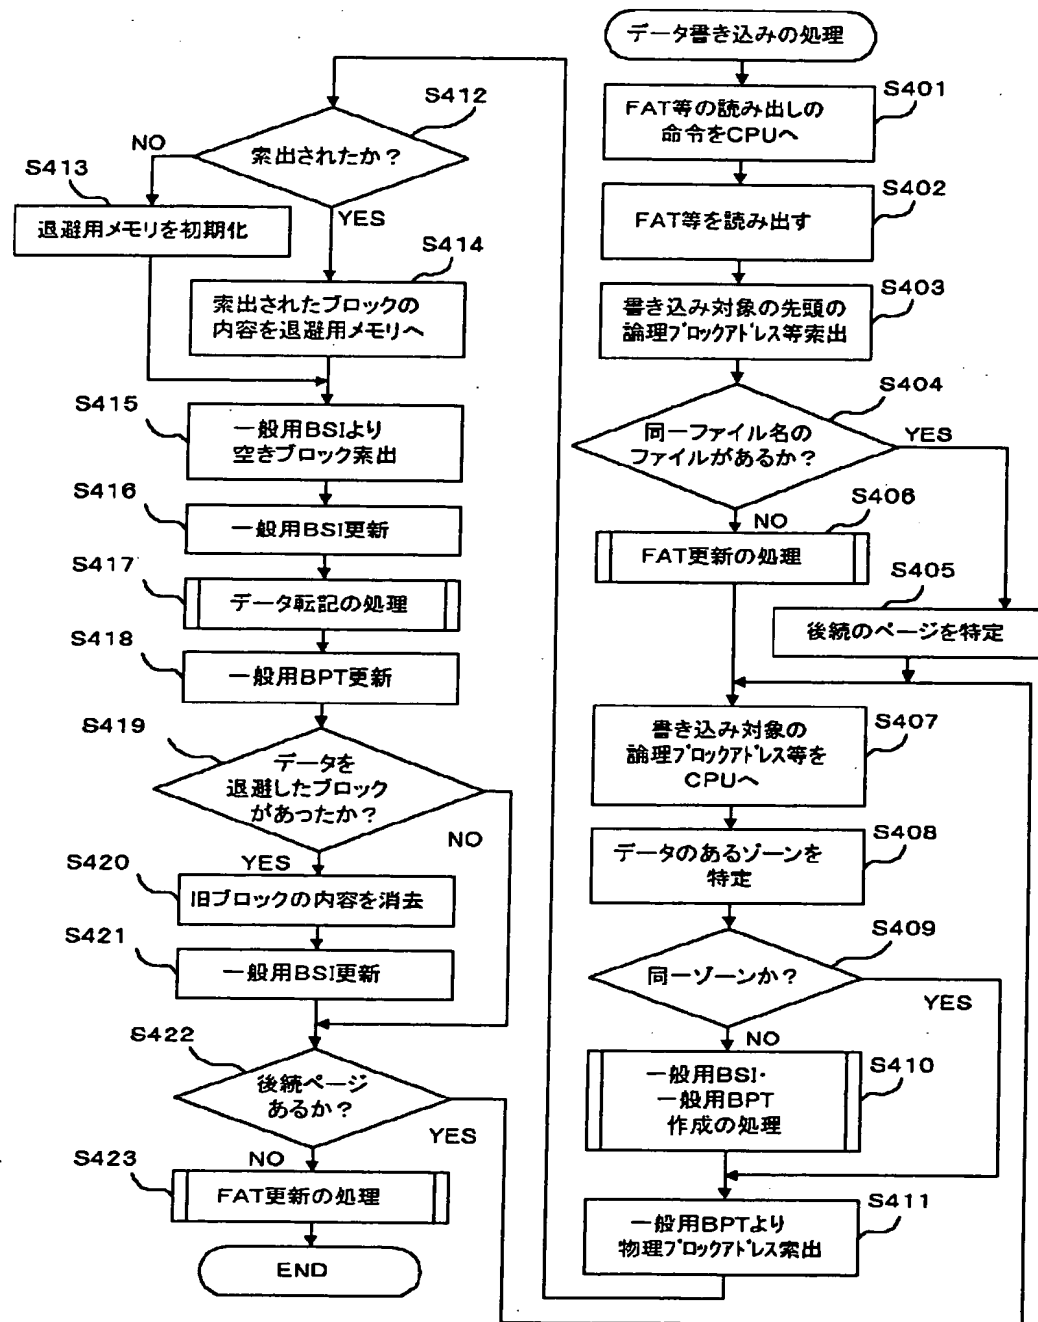 データ書き込みの処理
S401
FAT等の読み出しの
命令をCPUへ
S402
FAT等を読み出す
S403
書き込み対象の先頭の
論理ブロックアドレス等索出
S404
同一ファイル名の
ファイルがあるか?
YES
NO
S406
FAT更新の処理
S405
後続のページを特定
S407
書き込み対象の
論理ブロックアドレス等を
CPUへ
S408
データのあるゾーンを
特定
S409
同一ゾーンか?
YES
NO
S410
一般用BSI・
一般用BPT
作成の処理
S411
一般用BPTより
物理ブロックアドレス索出
S412
索出されたか?
NO
YES
S413
退避用メモリを初期化
S414
索出されたブロックの
内容を退避用メモリへ
S415
一般用BSIより
空きブロック索出
S416
一般用BSI更新
S417
データ転記の処理
S418
一般用BPT更新
S419
データを
退避したブロック
があったか?
NO
YES
S420
旧ブロックの内容を消去
S421
一般用BSI更新
S422
後続ページ
あるか?
YES
NO
S423
FAT更新の処理
END